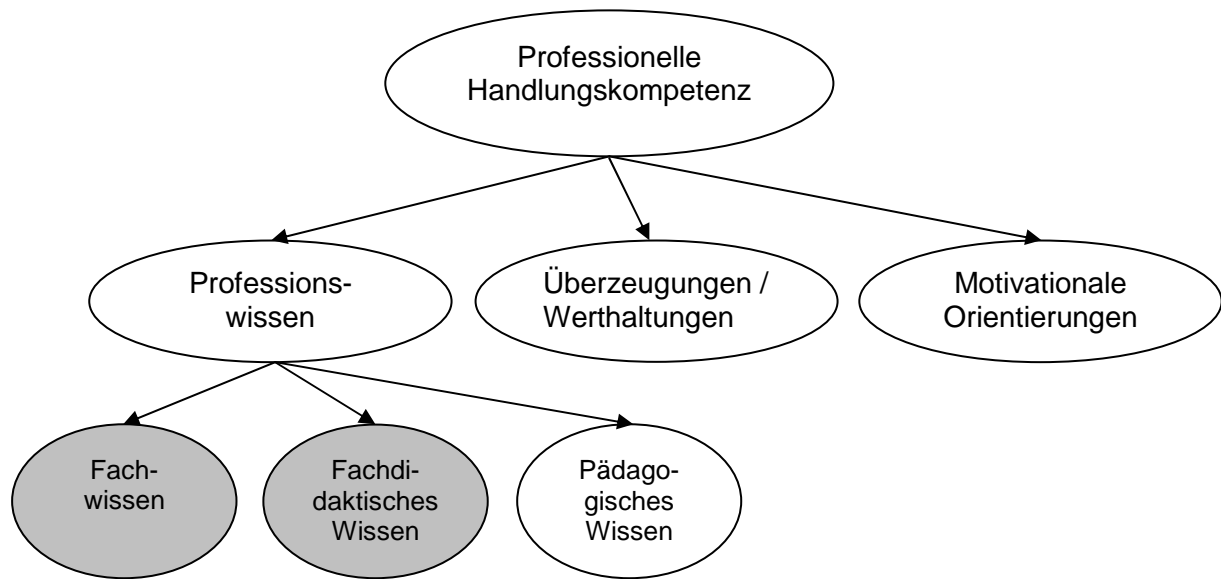 Professionelle
Handlungskompetenz
Professions-
wissen
Überzeugungen /
Werthaltungen
Motivationale
Orientierungen
Fach-
wissen
Fachdi-
daktisches
Wissen
Pädago-
gisches
Wissen